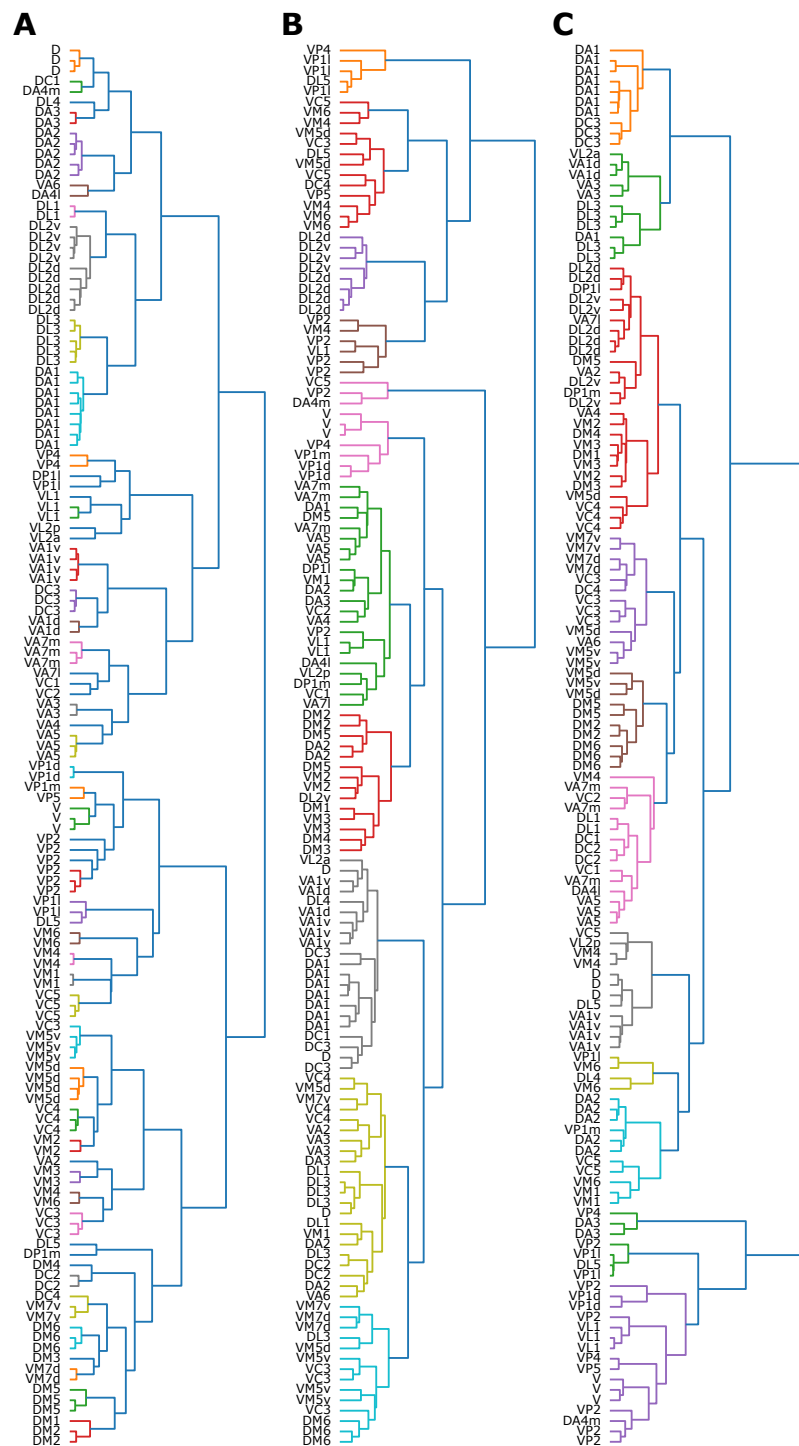 A
D
D
D
DC1
DA4m
DL4
DA3
DA3
DA2
DA2
DA2
DA2
DA2
VA6
DA4l
DL1
DL1
DL2v
DL2v
DL2v
DL2v
DL2d
DL2d
DL2d
DL2d
DL2d
DL3
DL3
DL3
DL3
DL3
DA1
DA1
DA1
DA1
DA1
DA1
DA1
DA1
VP4
VP4
DP1l
VP1l
VL1
VL1
VL1
VL2p
VL2a
VA1v
VA1v
VA1v
VA1v
DC3
DC3
DC3
VA1d
VA1d
VA7m
VA7m
VA7m
VA7l
VC1
VC2
VA3
VA3
VA4
VA5
VA5
VA5
VP1d
VP1d
VP1m
VP5
V
V
V
VP2
VP2
VP2
VP2
VP2
VP2
VP1l
VP1l
DL5
VM6
VM6
VM4
VM4
VM1
VM1
VC5
VC5
VC5
VC3
VM5v
VM5v
VM5v
VM5d
VM5d
VM5d
VM5d
VC4
VC4
VC4
VM2
VM2
VA2
VM3
VM3
VM4
VM6
VC3
VC3
VC3
DL5
DP1m
DM4
DC2
DC2
DC4
VM7v
VM7v
DM6
DM6
DM6
DM3
VM7d
VM7d
DM5
DM5
DM5
DM1
DM2
DM2
B
VP4
VP1l
VP1l
DL5
VP1l
VC5
VM6
VM4
VM5d
VC3
DL5
VM5d
VC5
DC4
VP5
VM4
VM6
VM6
DL2d
DL2v
DL2v
DL2v
DL2d
DL2d
DL2d
DL2d
VP2
VM4
VP2
VL1
VP2
VP2
VC5
VP2
DA4m
V
V
V
VP4
VP1m
VP1d
VP1d
VA7m
VA7m
DA1
DM5
VA7m
VA5
VA5
VA5
DP1l
VM1
DA2
DA3
VC2
VA4
VP2
VL1
VL1
DA4l
VL2p
DP1m
VC1
VA7l
DM2
DM2
DM5
DA2
DA2
DM5
VM2
VM2
DL2v
DM1
VM3
VM3
DM4
DM3
VL2a
D
VA1v
VA1d
DL4
VA1d
VA1v
VA1v
VA1v
DC3
DA1
DA1
DA1
DA1
DA1
DA1
DA1
DC1
DC3
D
DC3
VC4
VM5d
VM7v
VC4
VC4
VA2
VA3
VA3
DA3
DL1
DL3
DL3
DL3
D
DL1
VM1
DA2
DL3
DC2
DC2
DA2
VA6
VM7v
VM7d
VM7d
DL3
VM5d
VM5v
VC3
VC3
VM5v
VM5v
VC3
DM6
DM6
DM6
C
DA1
DA1
DA1
DA1
DA1
DA1
DA1
DC3
DC3
DC3
VL2a
VA1d
VA1d
VA3
VA3
DL3
DL3
DL3
DA1
DL3
DL3
DL2d
DL2d
DP1l
DL2v
DL2v
VA7l
DL2d
DL2d
DL2d
DM5
VA2
DL2v
DP1m
DL2v
VA4
VM2
DM4
VM3
DM1
VM3
VM2
DM3
VM5d
VC4
VC4
VC4
VM7v
VM7v
VM7d
VM7d
VC3
DC4
VC3
VC3
VC3
VM5d
VA6
VM5v
VM5v
VM5d
VM5v
VM5d
DM5
DM5
DM2
DM2
DM6
DM6
DM6
VM4
VA7m
VC2
VA7m
DL1
DL1
DC1
DC2
DC2
VC1
VA7m
DA4l
VA5
VA5
VA5
VC5
VL2p
VM4
VM4
D
D
D
DL5
VA1v
VA1v
VA1v
VA1v
VP1l
VM6
DL4
VM6
DA2
DA2
DA2
VP1m
DA2
DA2
VC5
VC5
VM6
VM1
VM1
VP4
DA3
DA3
VP2
VP1l
DL5
VP1l
VP2
VP1d
VP1d
VP2
VL1
VL1
VL1
VP4
VP5
V
V
V
VP2
DA4m
VP2
VP2